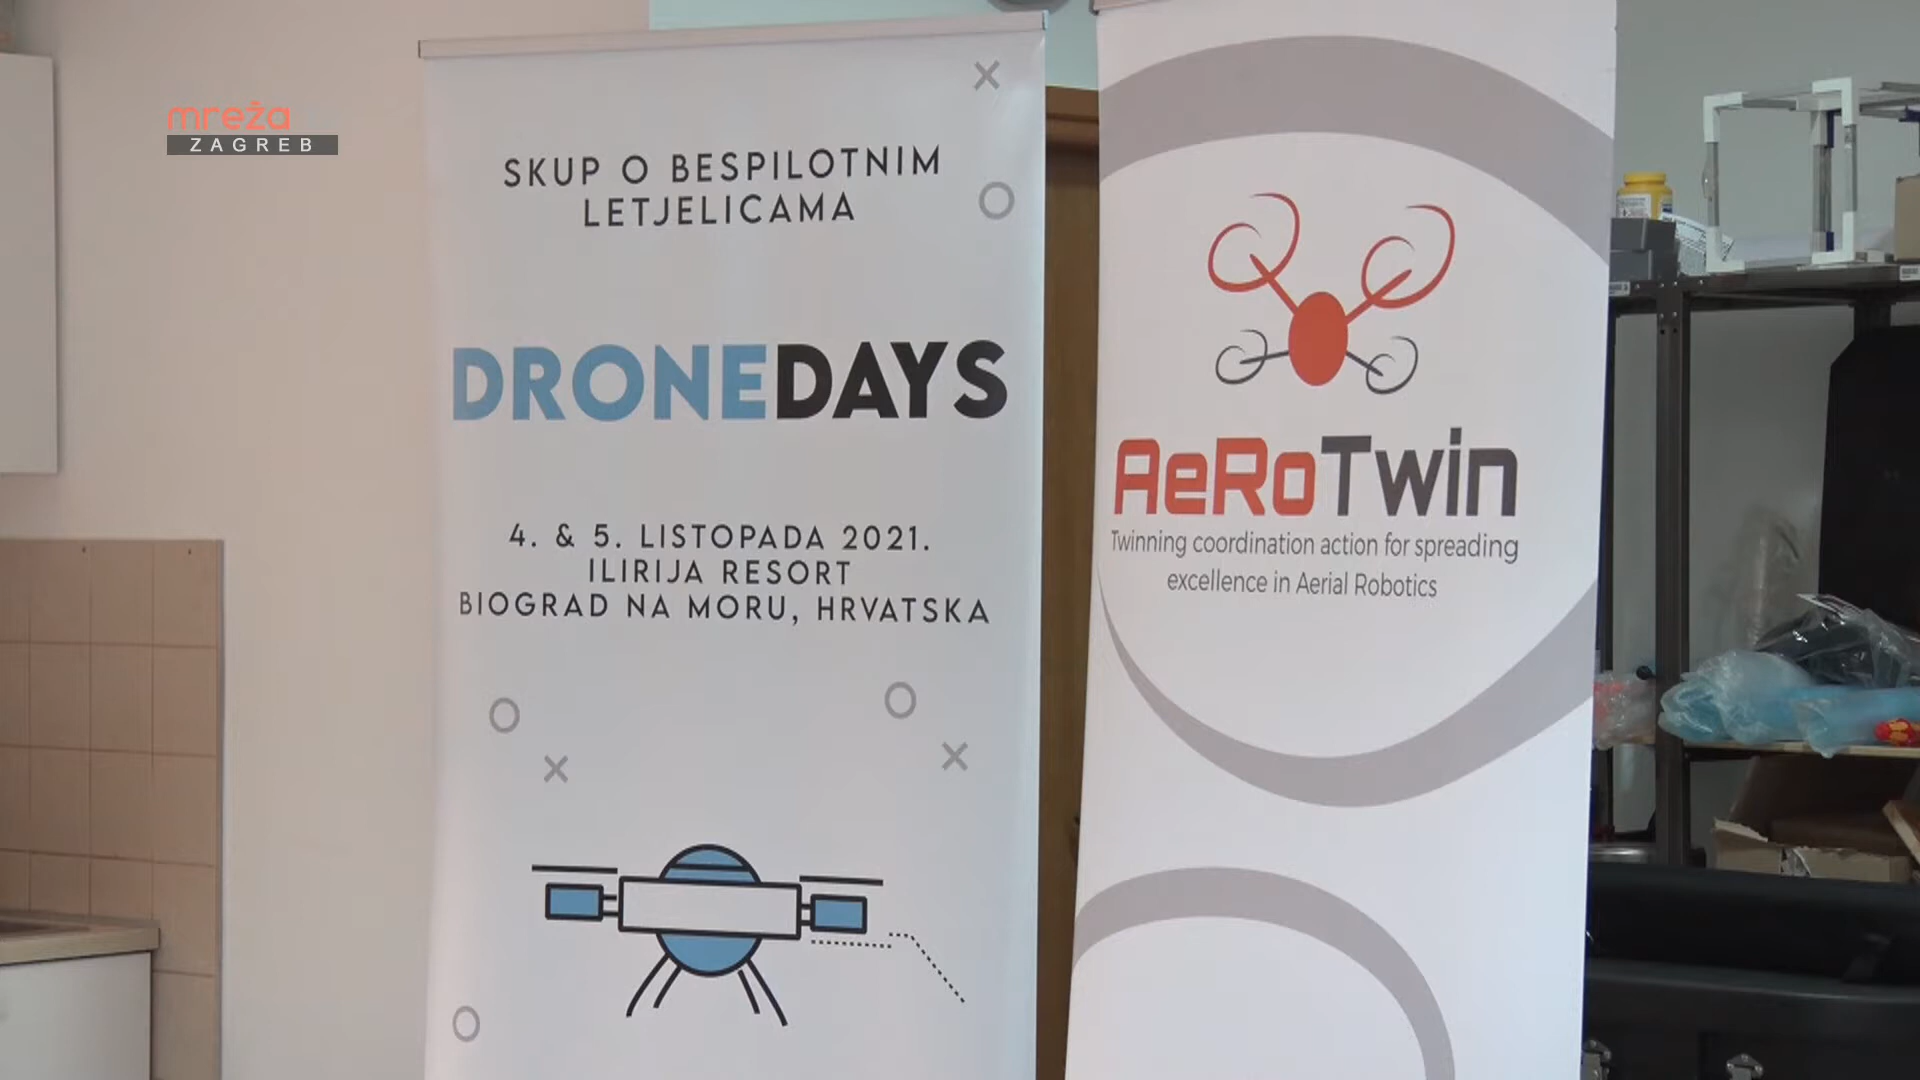 mreža
ZAGREB
SKUP O BESPILOTNIM
LETJELICAMA
DRONEDAYS
4. & 5. LISTOPADA 2021.
ILIRIJA RESORT
BIOGRAD NA MORU, HRVATSKA
AeRoTwin
Twinning coordination action for spreading
excellence in Aerial Robotics